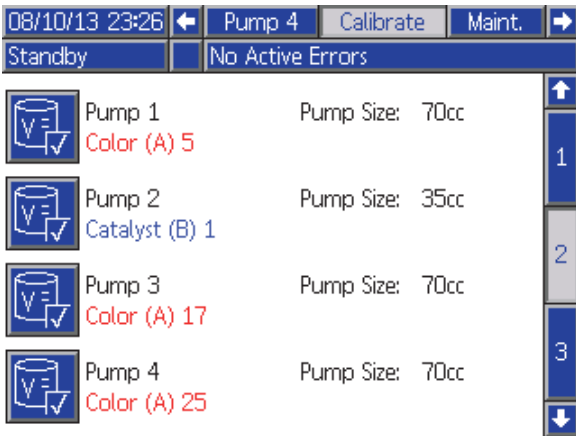 08/10/13 23:26 Pump 4 Calibrate Maint.
Standby No Active Errors
Pump 1 Pump Size: 70cc
Color (A) 5
1
Pump 2 Pump Size: 35cc
Catalyst (B) 1
2
Pump 3 Pump Size: 70cc
Color (A) 17
3
Pump 4 Pump Size: 70cc
Color (A) 25